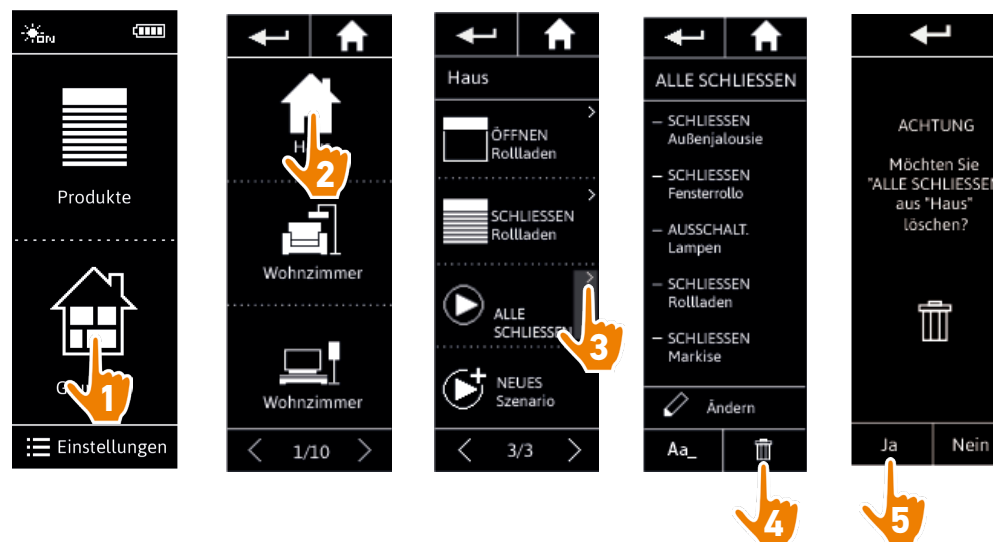 ON
Produkte
1
Einstellungen
2
Wohnzimmer
Wohnzimmer
1/10
Haus
ÖFFNEN
Rollladen
SCHLIESSEN
Rollladen
ALLE
SCHLIESSEN
3
NEUES
Szenario
3/3
ALLE SCHLIESSEN
– SCHLIESSEN
Außenjalousie
– SCHLIESSEN
Fensterrollo
– AUSSCHALT.
Lampen
– SCHLIESSEN
Rollladen
– SCHLIESSEN
Markise
Ändern
Aa_
4
ACHTUNG
Möchten Sie
"ALLE SCHLIESSEN
aus "Haus"
löschen?
Ja Nein
5